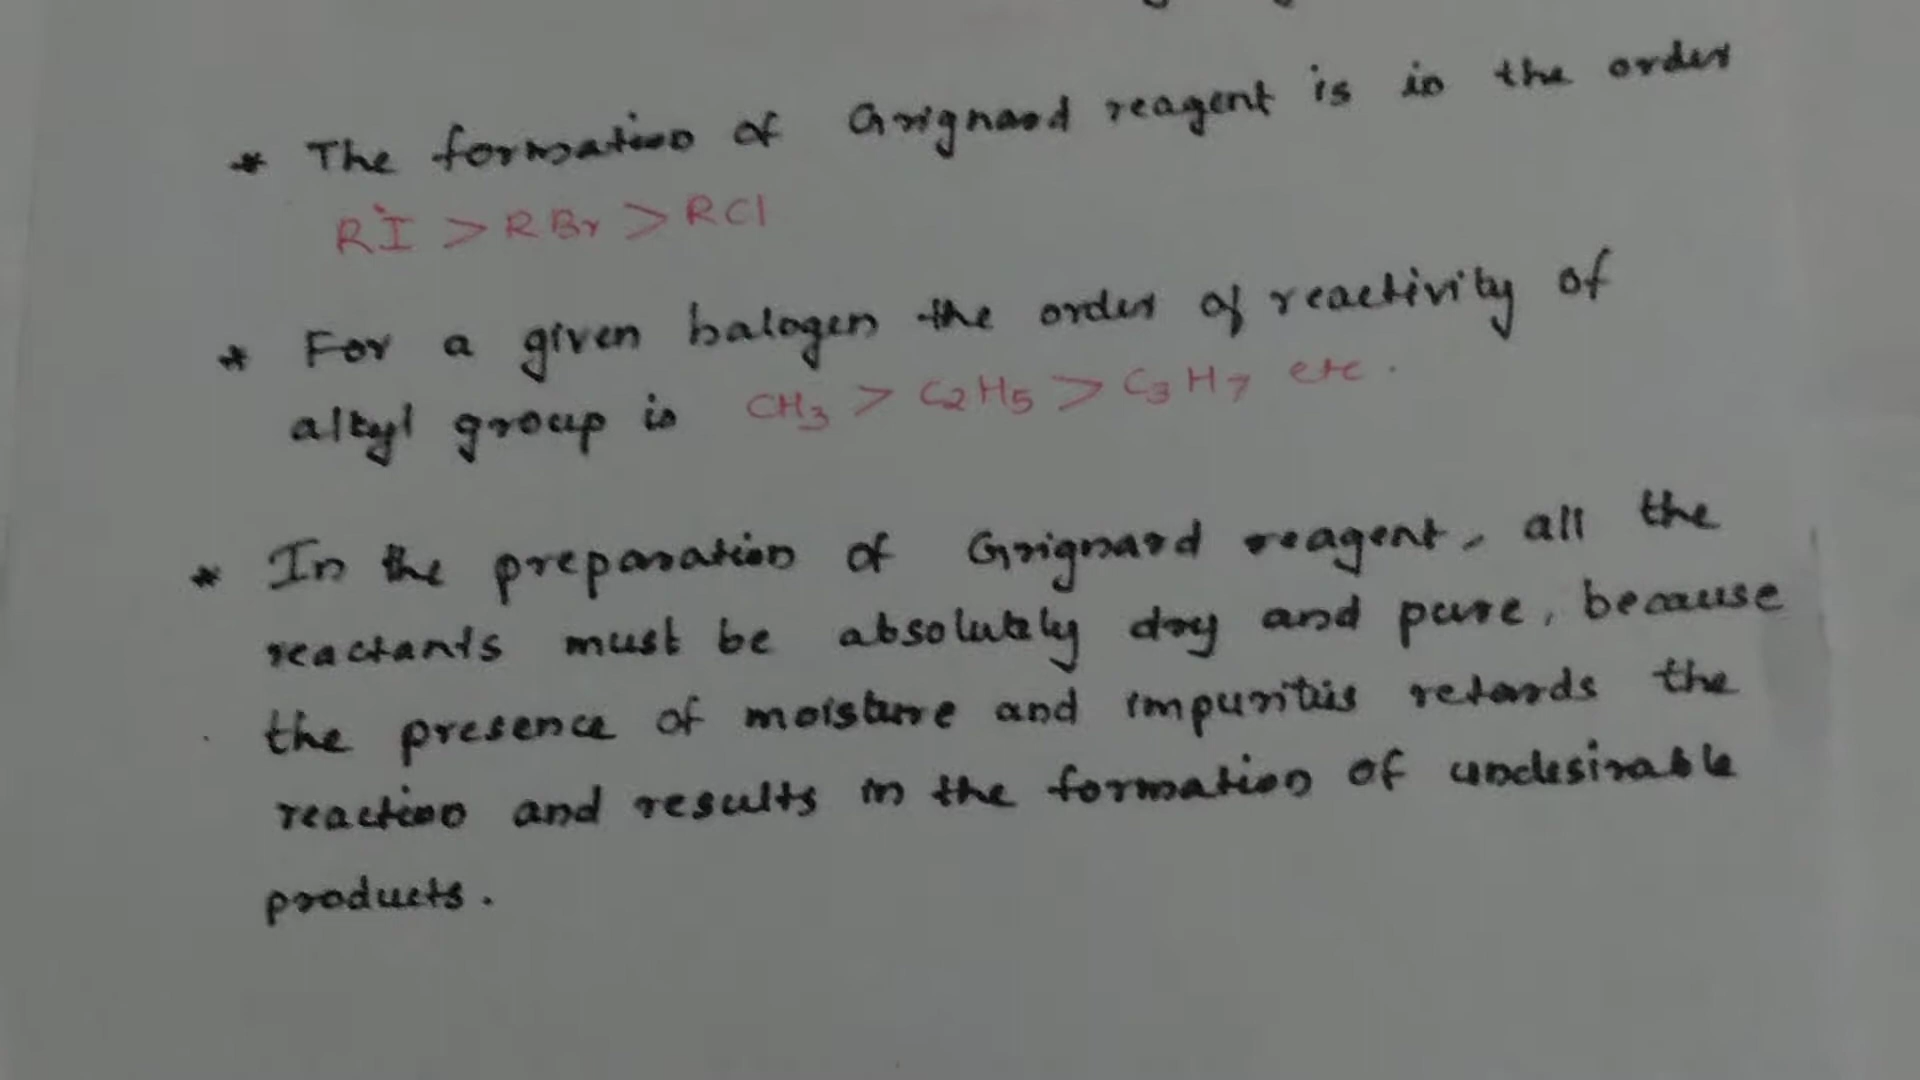 * The formation of Grignard reagent is in the order
RI > RBr > RCl
* For a given halogen the order of reactivity of
alkyl group is CH3 > C2H5 > C3H7 etc.
* In the preparation of Grignard reagent, all the
reactants must be absolutely dry and pure, because
the presence of moisture and impurities retards the
reaction and results in the formation of undesirable
products.